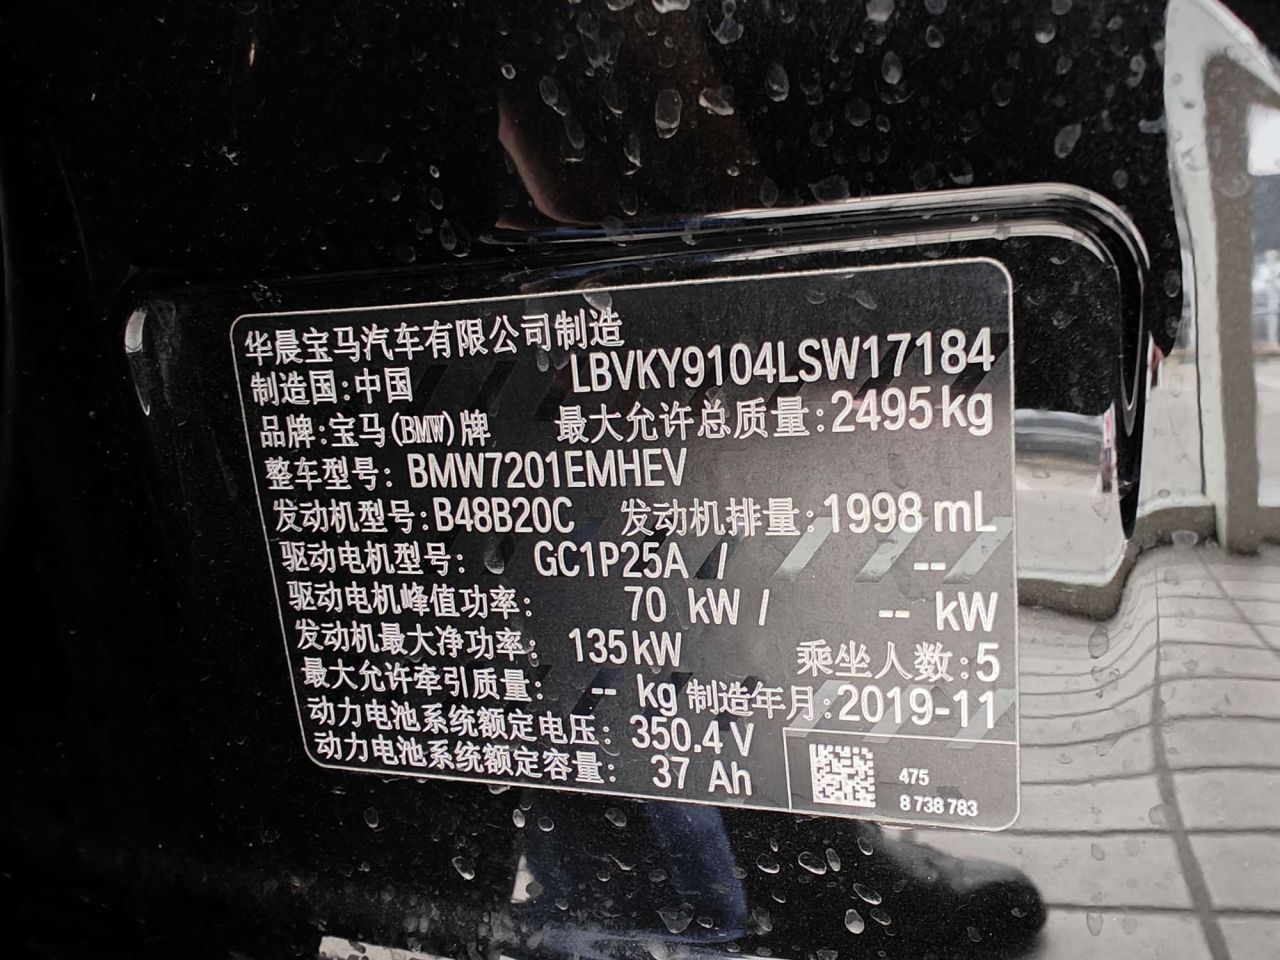 华晨宝马汽车有限公司制造
制造国:中国 LBVKY9104LSW17184
品牌:宝马(BMW)牌 最大允许总质量:2495kg
整车型号:BMW7201EMHEV
发动机型号:B48B20C 发动机排量:1998mL
驱动电机型号: GC1P25A / --
驱动电机峰值功率: 70 kW / -- kW
发动机最大净功率: 135kW 乘坐人数:5
最大允许牵引质量: -- kg 制造年月:2019-11
动力电池系统额定电压: 350.4 V
动力电池系统额定容量: 37 Ah
475
8 738 783